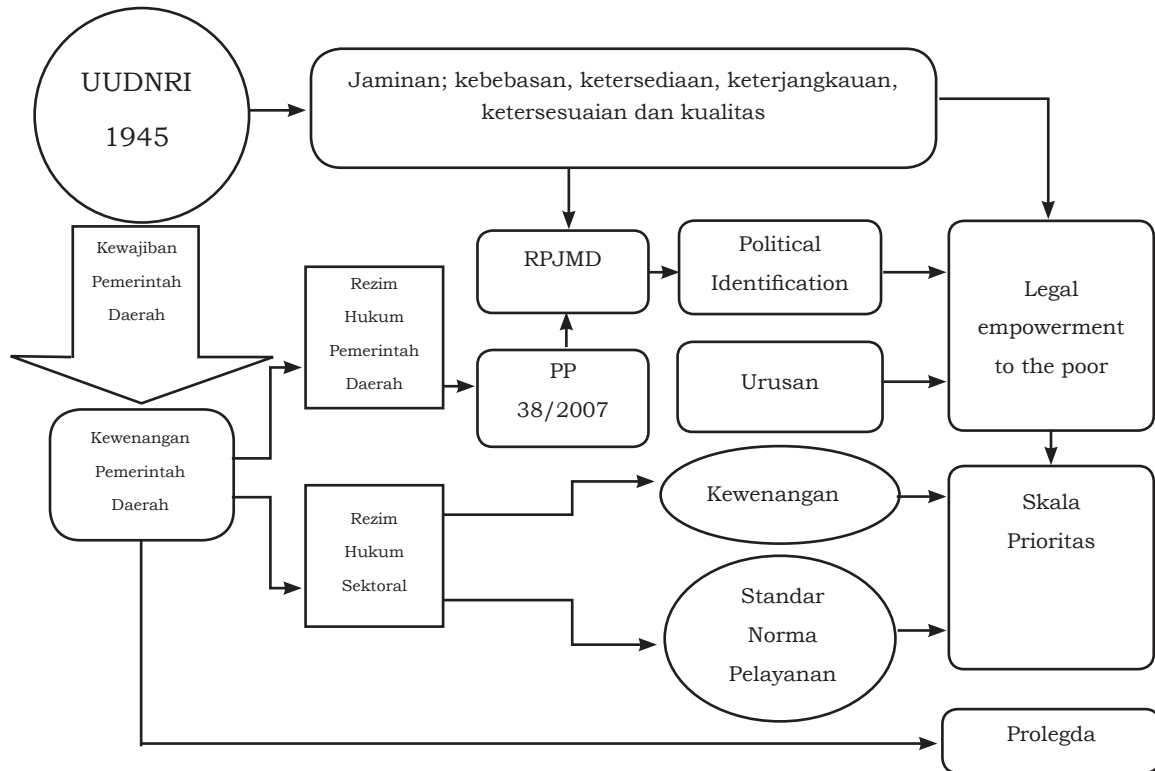 UUDNRI
1945
Jaminan; kebebasan, ketersediaan, keterjangkauan,
ketersesuaian dan kualitas
Kewajiban
Pemerintah
Daerah
Rezim
Hukum
Pemerintah
Daerah
RPJMD
Political
Identification
Legal
empowerment
to the poor
PP
38/2007
Urusan
Kewenangan
Pemerintah
Daerah
Rezim
Hukum
Sektoral
Kewenangan
Skala
Prioritas
Standar
Norma
Pelayanan
Prolegda